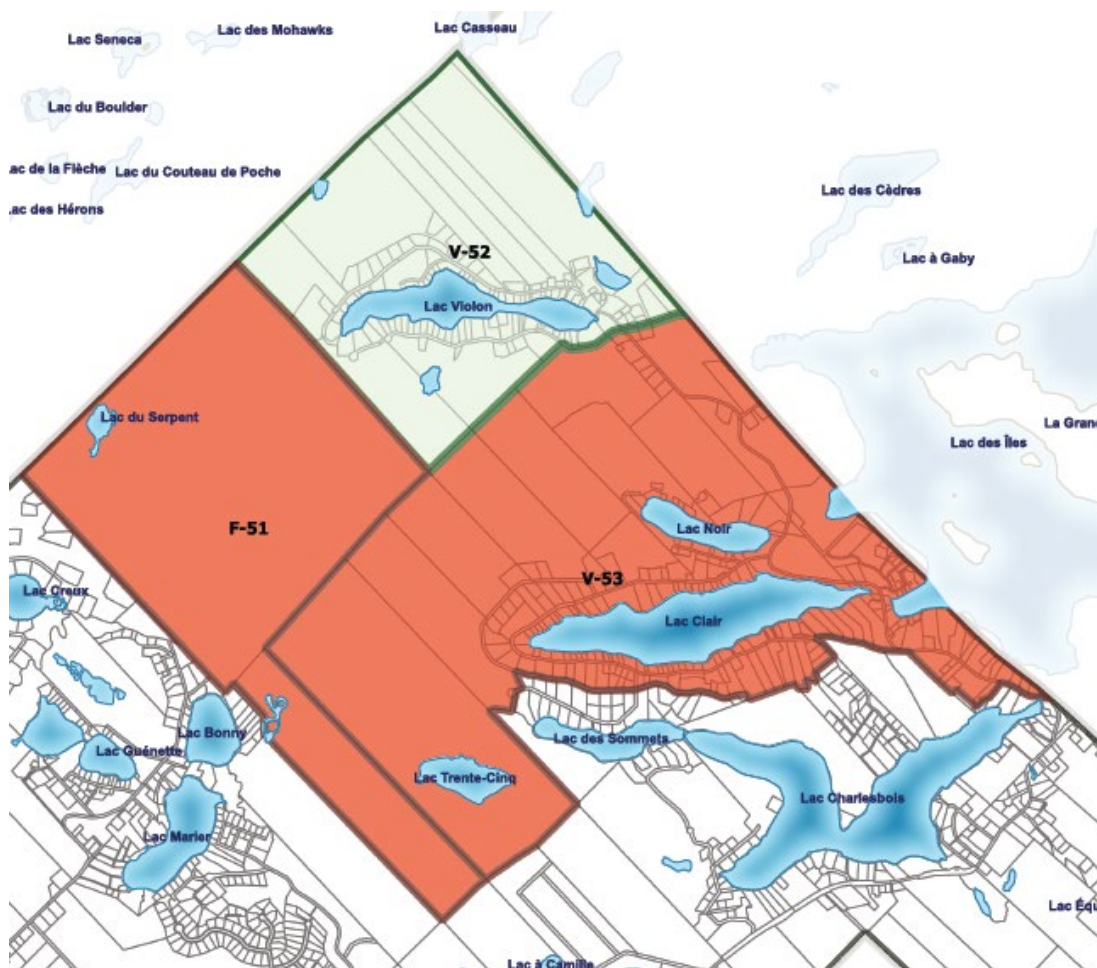 Lac Casseau
Lac des Mohawks
Lac Seneca
Lac du Boulder
Lac de la Flèche
Lac du Couteau de Poche
Lac des Hérons
Lac des Cèdres
V-52
Lac à Gaby
Lac Violon
Lac du Serpent
La Gran
Lac des Îles
F-51
Lac Noir
V-53
Lac Creux
Lac Clair
Lac Bonny
Lac des Sommets
Lac Guénette
Lac Trente-Cinq
Lac Charlesbois
Lac Marier
Lac Équ
Lac à Camille